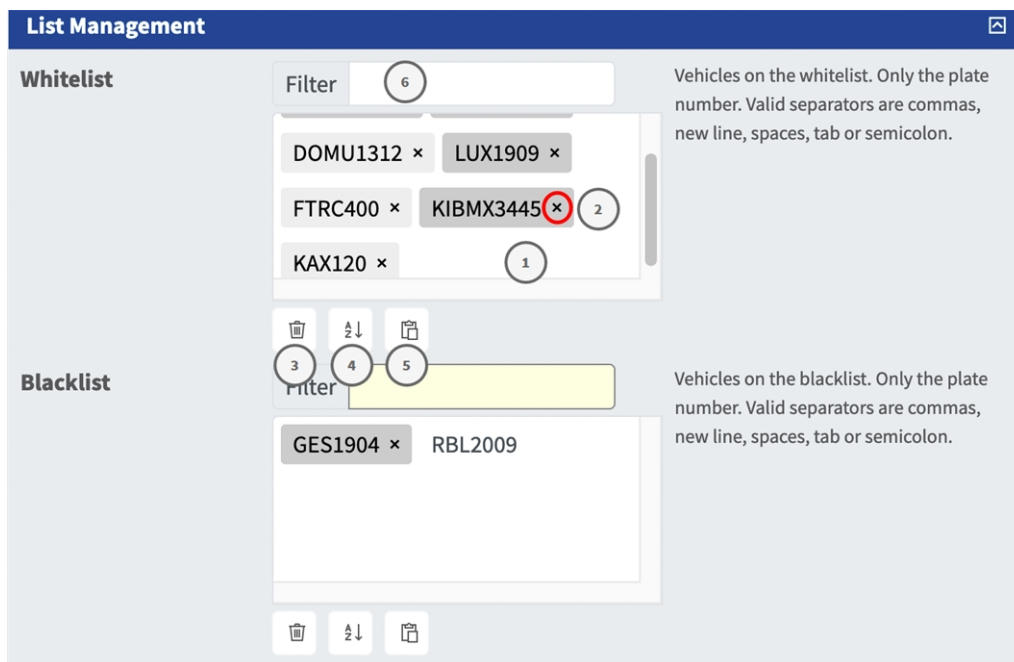 List Management
Whitelist
Filter
6
Vehicles on the whitelist. Only the plate
number. Valid separators are commas,
new line, spaces, tab or semicolon.
DOMU1312 × LUX1909 ×
FTRC400 × KIBMX3445 × 2
KAX120 × 1
A
Z
3 4 5
Blacklist
Filter
Vehicles on the blacklist. Only the plate
number. Valid separators are commas,
new line, spaces, tab or semicolon.
GES1904 × RBL2009
A
Z